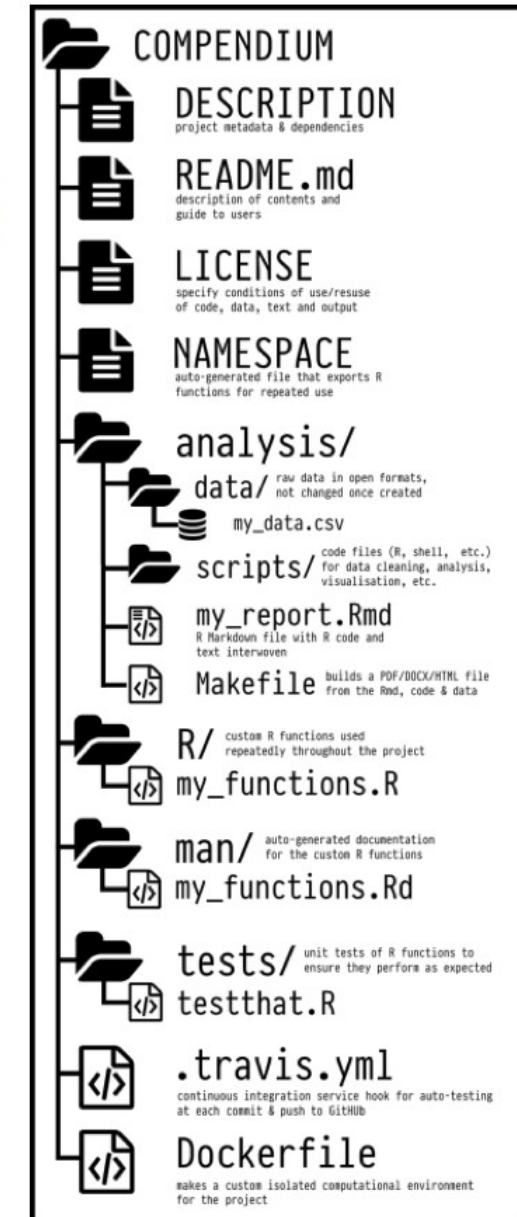 COMPENDIUM
DESCRIPTION
project metadata & dependencies
README.md
description of contents and
guide to users
LICENSE
specify conditions of use/resuse
of code, data, text and output
NAMESPACE
auto-generated file that exports R
functions for repeated use
analysis/
data/ raw data in open formats,
not changed once created
my_data.csv
scripts/ code files (R, shell, etc.)
for data cleaning, analysis,
visualisation, etc.
my_report.Rmd
R Markdown file with R code and
text interwoven
Makefile builds a PDF/DOCX/HTML file
from the Rmd, code & data
R/ custom R functions used
repeatedly throughout the project
my_functions.R
man/ auto-generated documentation
for the custom R functions
my_functions.Rd
tests/ unit tests of R functions to
ensure they perform as expected
testthat.R
.travis.yml
continuous integration service hook for auto-testing
at each commit & push to GitHUb
Dockerfile
makes a custom isolated computational environment
for the project